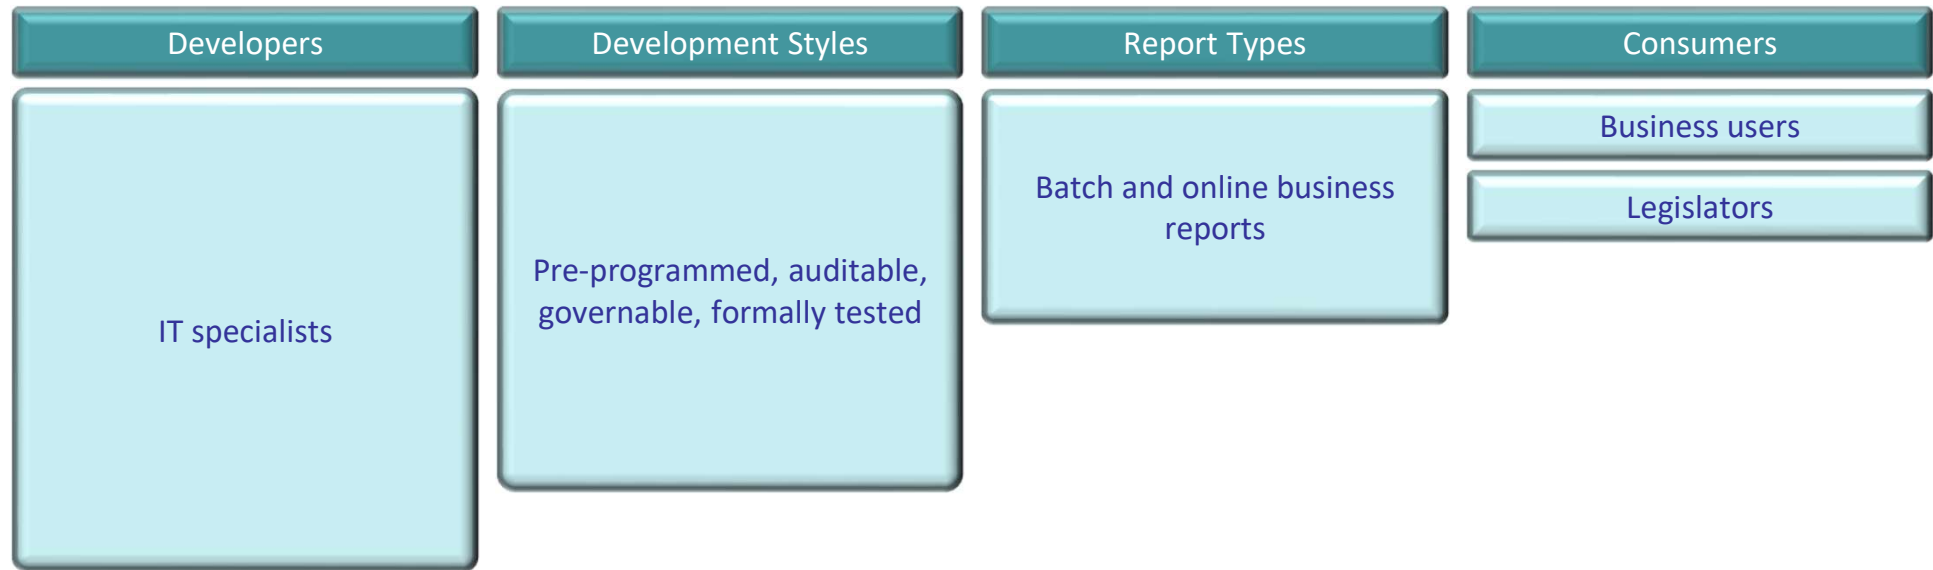 Developers
Development Styles
Report Types
Consumers
IT specialists
Pre-programmed, auditable,
governable, formally tested
Batch and online business
reports
Business users
Legislators